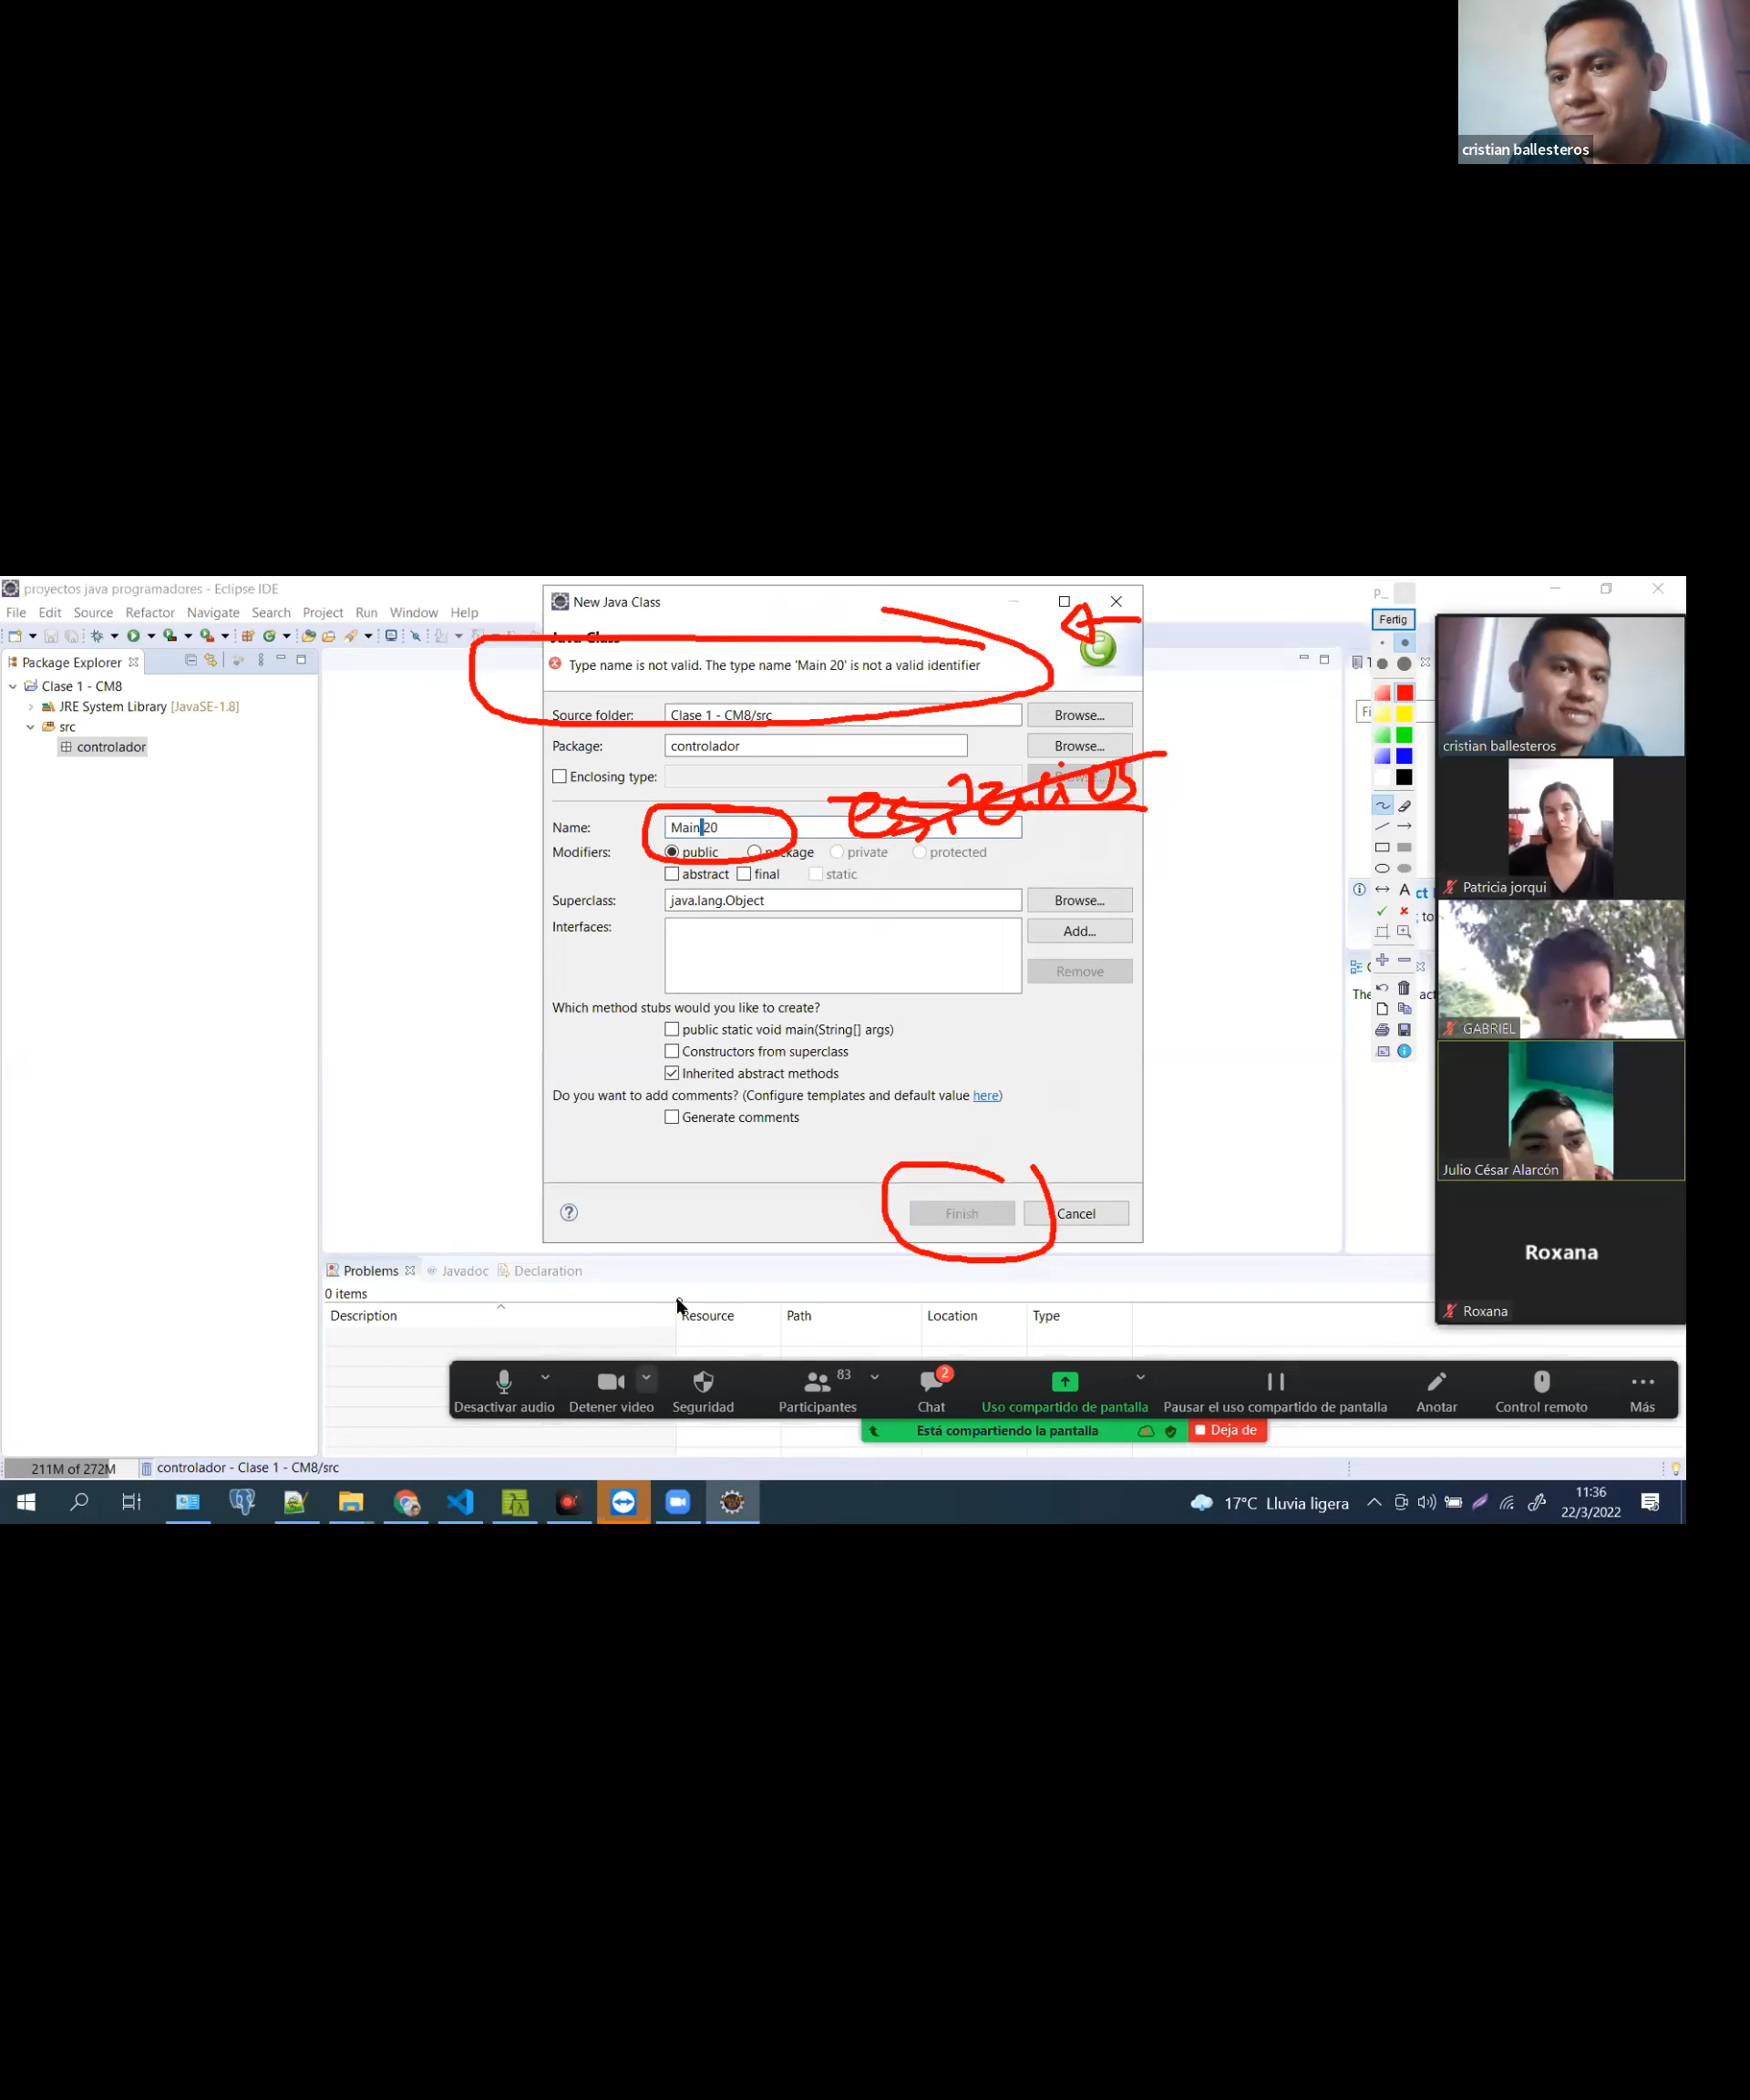 cristian ballesteros
proyectos java programadores - Eclipse IDE
File Edit Source Refactor Navigate Search Project Run Window Help
Package Explorer
Clase 1 - CM8
JRE System Library [JavaSE-1.8]
src
controlador
New Java Class
Java Class
Type name is not valid. The type name 'Main 20' is not a valid identifier
Source folder: Clase 1 - CM8/src Browse...
Package: controlador Browse...
Enclosing type: Browse...
espacios
Name: Main 20
Modifiers: public package private protected
abstract final static
Superclass: java.lang.Object Browse...
Interfaces: Add...
Remove
Which method stubs would you like to create?
public static void main(String[] args)
Constructors from superclass
Inherited abstract methods
Do you want to add comments? (Configure templates and default value here)
Generate comments
Finish Cancel
P...
Fertig
A
cristian ballesteros
Patricia jorqui
GABRIEL
Julio César Alarcón
Roxana
Roxana
Problems Javadoc Declaration
0 items
Description Resource Path Location Type
83 2
Desactivar audio Detener video Seguridad Participantes Chat Uso compartido de pantalla Pausar el uso compartido de pantalla Anotar Control remoto Más
Está compartiendo la pantalla Deja de
211M of 272M controlador - Clase 1 - CM8/src
17°C Lluvia ligera 11:36
22/3/2022